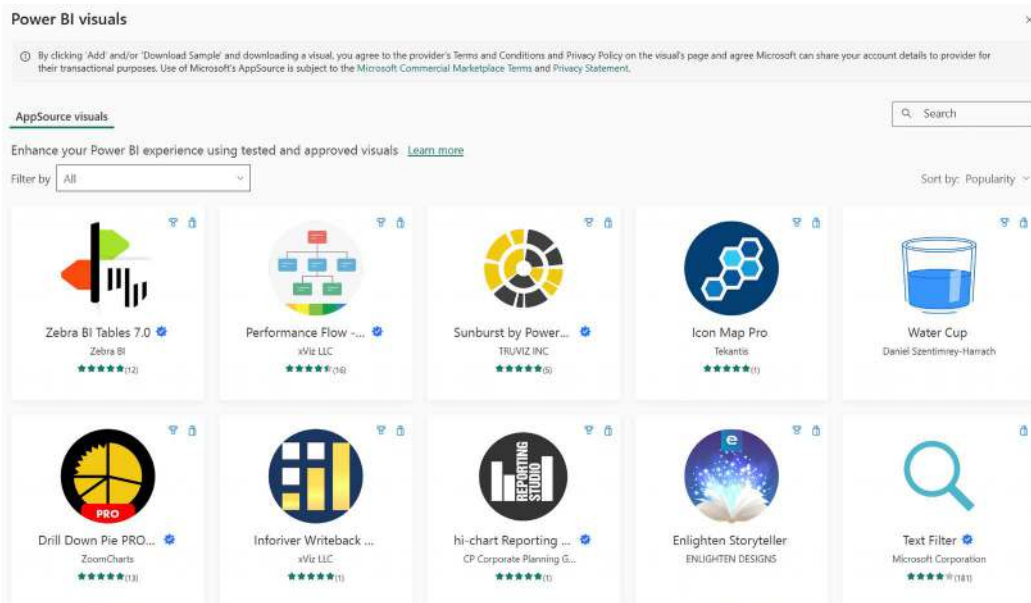 Power BI visuals
By clicking 'Add' and/or 'Download Sample' and downloading a visual, you agree to the provider's Terms and Conditions and Privacy Policy on the visual's page and agree Microsoft can share your account details to provider for
their transactional purposes. Use of Microsoft's AppSource is subject to the Microsoft Commercial Marketplace Terms and Privacy Statement.
AppSource visuals
Search
Enhance your Power BI experience using tested and approved visuals Learn more
Filter by All
Sort by: Popularity
Zebra BI Tables 7.0
Zebra BI
(12)
Performance Flow -...
xViz LLC
(16)
Sunburst by Power...
TRUVIZ INC
(5)
Icon Map Pro
Tekantis
(1)
Water Cup
Daniel Szentimrey-Harrach
PRO
Drill Down Pie PRO...
ZoomCharts
(13)
Inforiver Writeback ...
xViz LLC
(1)
REPORTING
STUDIO
hi-chart Reporting ...
CP Corporate Planning G...
(1)
e
Enlighten Storyteller
ENLIGHTEN DESIGNS
Text Filter
Microsoft Corporation
(181)